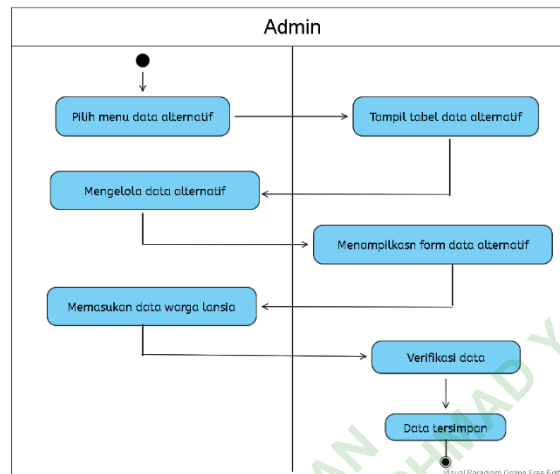 Admin
Pilih menu data alternatif
Tampil tabel data alternatif
Mengelola data alternatif
Menampilkasn form data alternatif
Memasukan data warga lansia
Verifikasi data
Data tersimpan
Visual Paradigm Online Free Edi